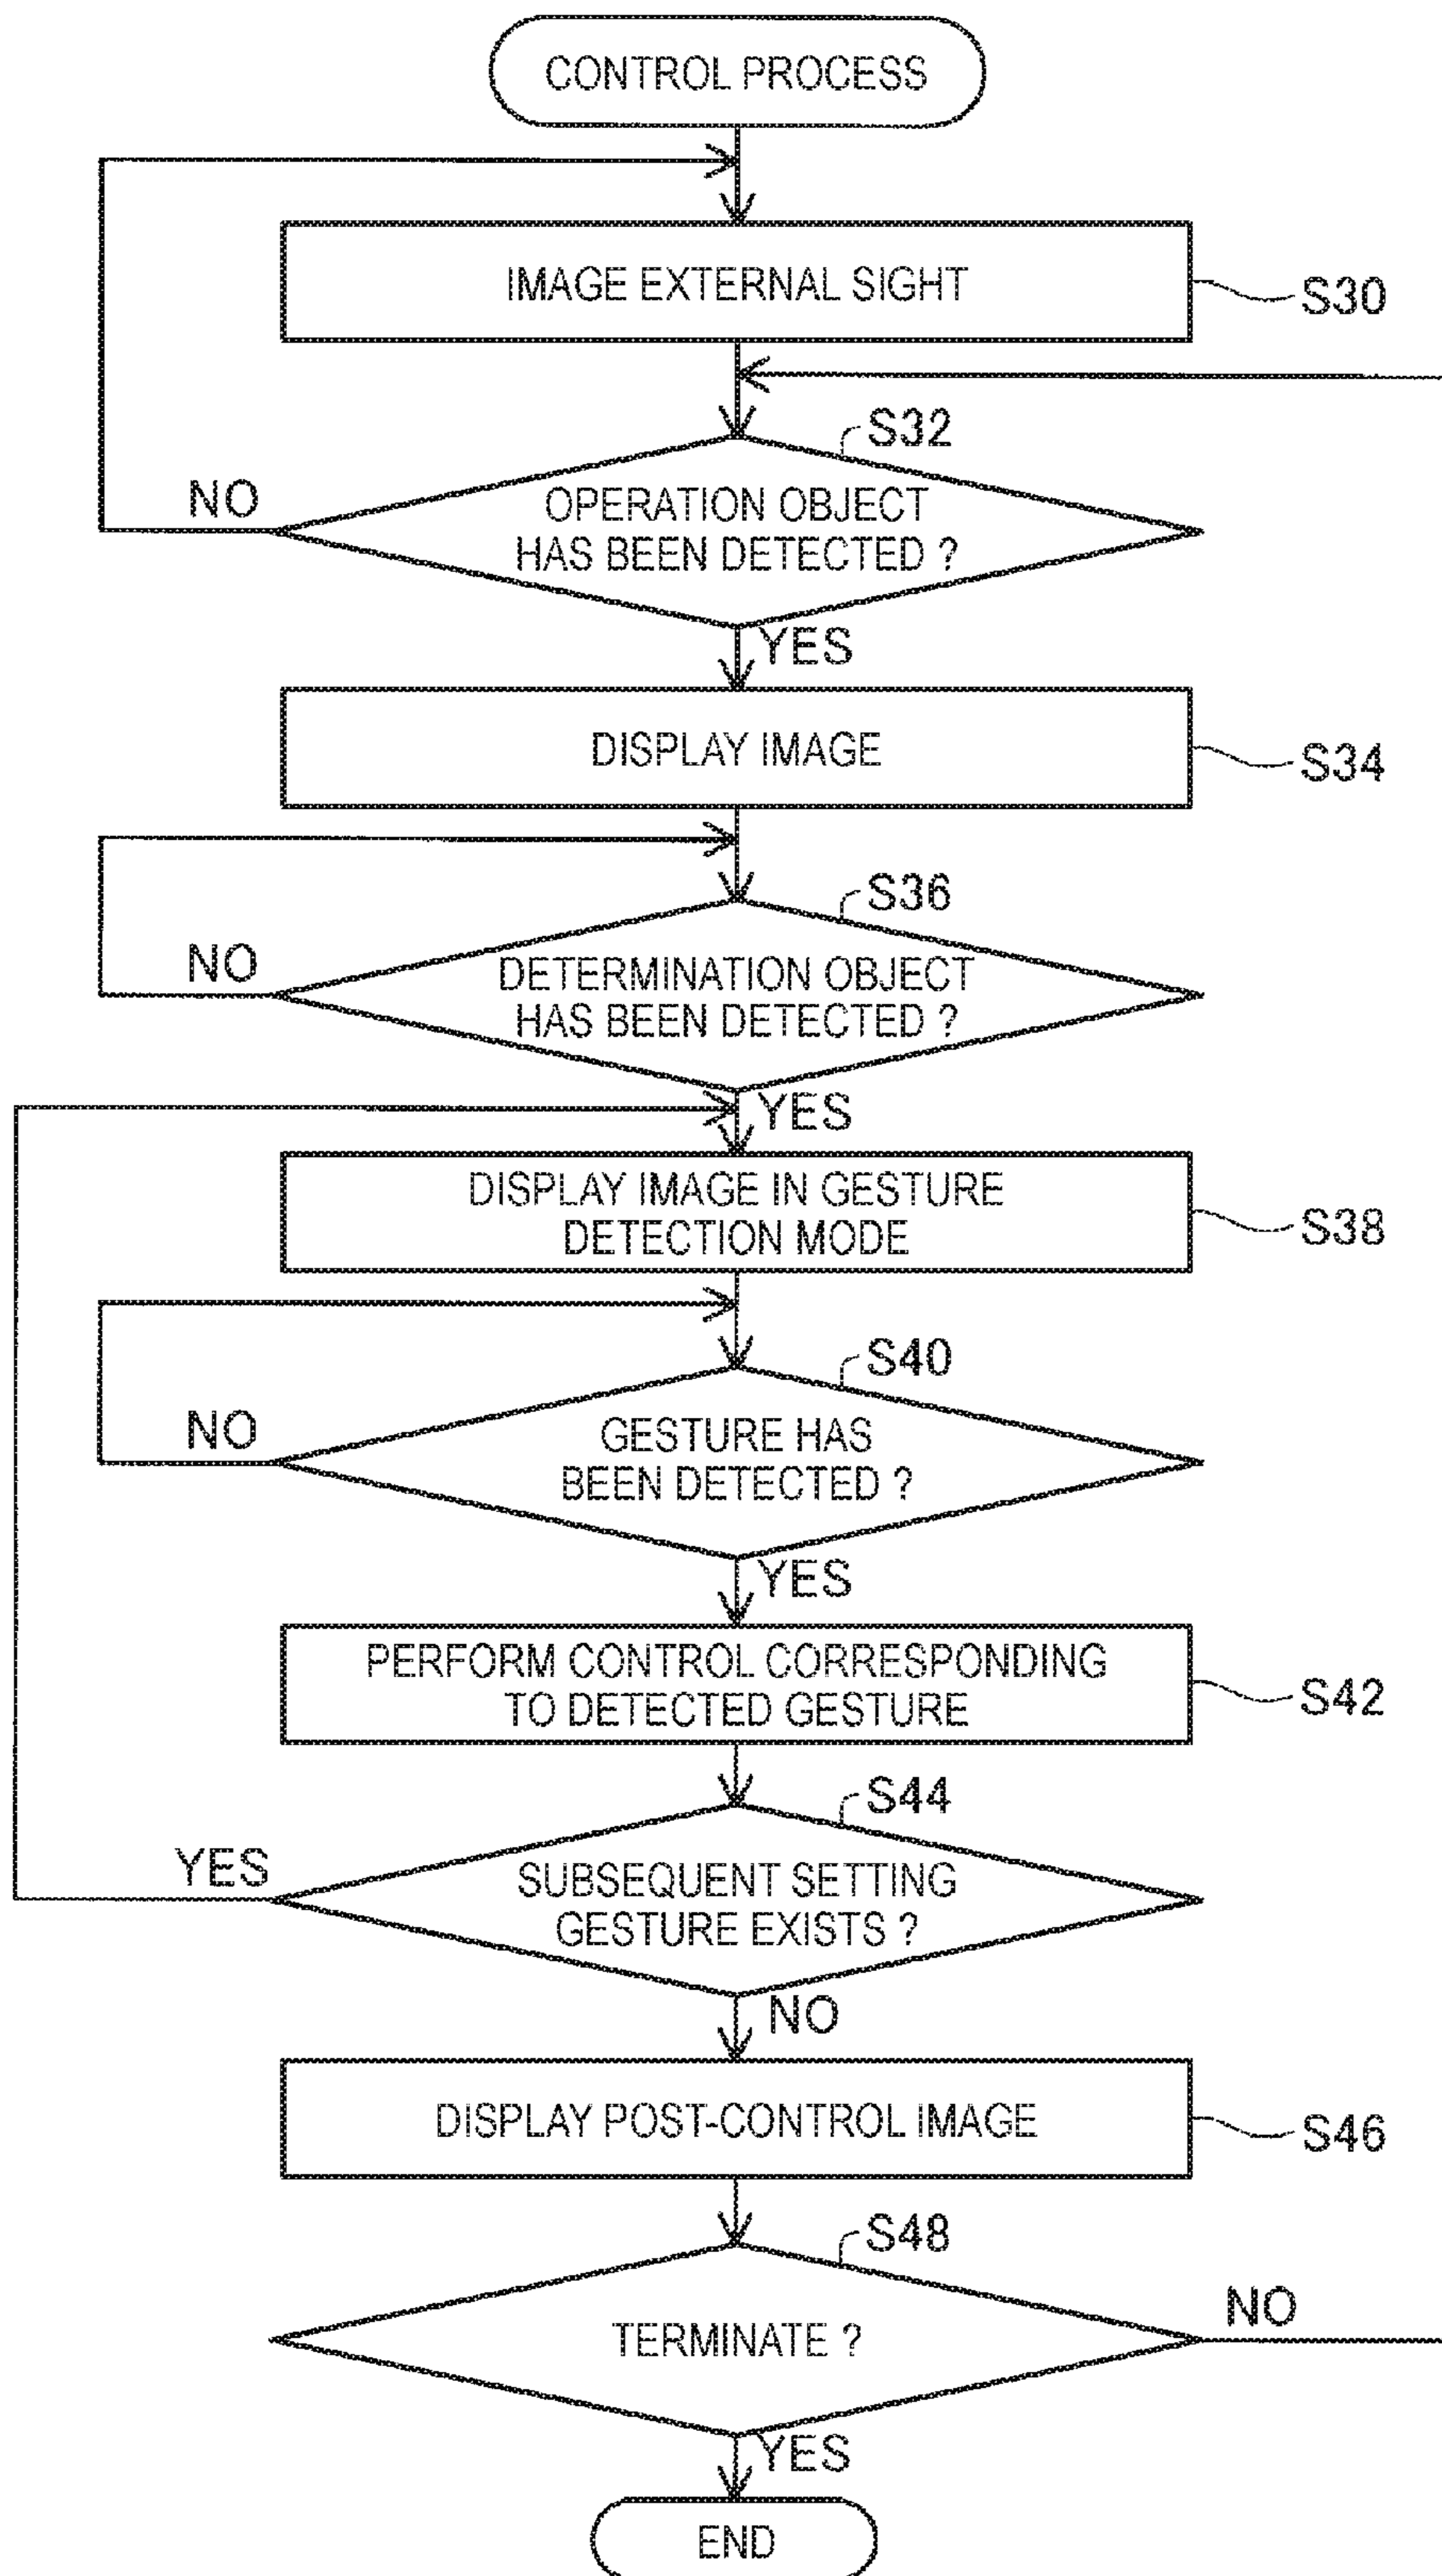 CONTROL PROCESS
IMAGE EXTERNAL SIGHT
S30
S32
NO
OPERATION OBJECT
HAS BEEN DETECTED ?
YES
DISPLAY IMAGE
S34
S36
NO
DETERMINATION OBJECT
HAS BEEN DETECTED ?
YES
DISPLAY IMAGE IN GESTURE
DETECTION MODE
S38
S40
NO
GESTURE HAS
BEEN DETECTED ?
YES
PERFORM CONTROL CORRESPONDING
TO DETECTED GESTURE
S42
S44
YES
SUBSEQUENT SETTING
GESTURE EXISTS ?
NO
DISPLAY POST-CONTROL IMAGE
S46
S48
NO
TERMINATE ?
YES
END